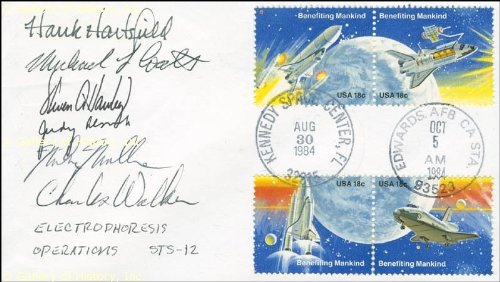 Hank Hartsfield
Michael L Coats
Steven A Hawley
Judy Resnik
Mike Mullane
Charles Walker
ELECTROPHORESIS
OPERATIONS STS-12
Benefiting Mankind
Benefiting Mankind
USA 18c
USA 18c
KENNEDY SPACE CENTER, FL
AUG
30
1984
EDWARDS AFB CA STA
OCT
5
AM
1984
93523
USA 18c
USA 18c
Benefiting Mankind
Benefiting Mankind